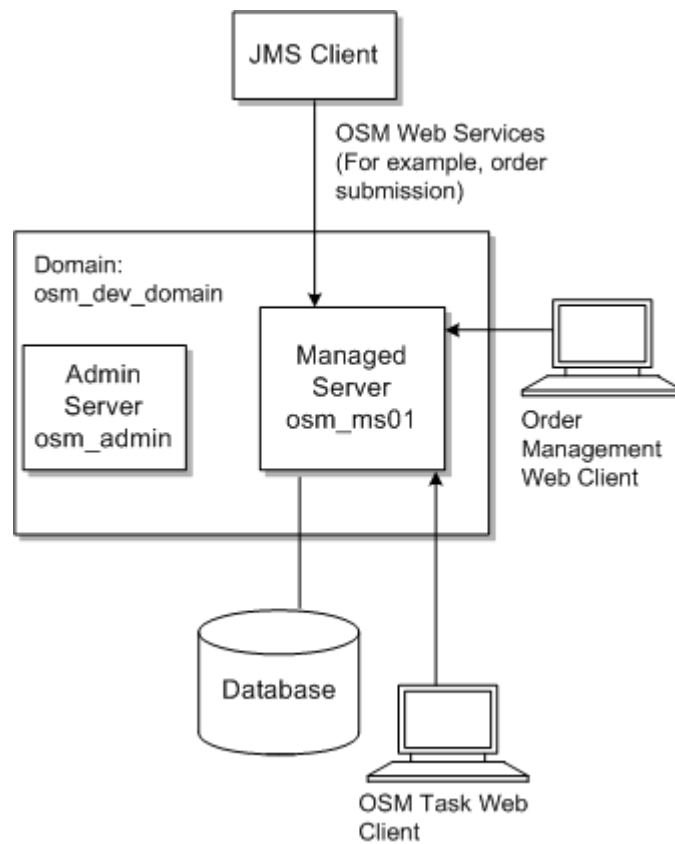 JMS Client
OSM Web Services
(For example, order
submission)
Domain:
osm_dev_domain
Admin
Server
osm_admin
Managed
Server
osm_ms01
Order
Management
Web Client
Database
OSM Task Web
Client